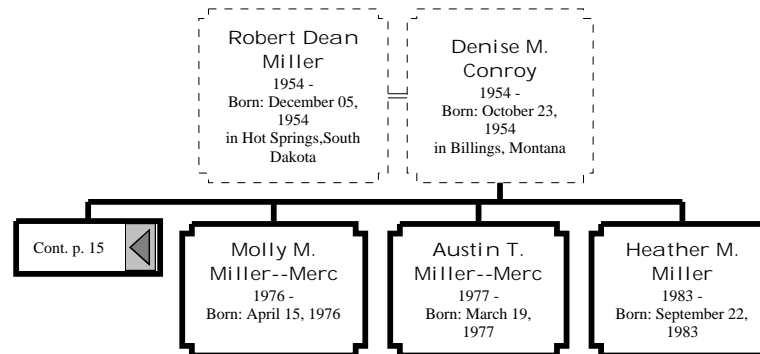 Robert Dean
Miller
1954 -
Born: December 05,
1954
in Hot Springs,South
Dakota
Denise M.
Conroy
1954 -
Born: October 23,
1954
in Billings, Montana
Cont. p. 15
Molly M.
Miller--Merc
1976 -
Born: April 15, 1976
Austin T.
Miller--Merc
1977 -
Born: March 19,
1977
Heather M.
Miller
1983 -
Born: September 22,
1983